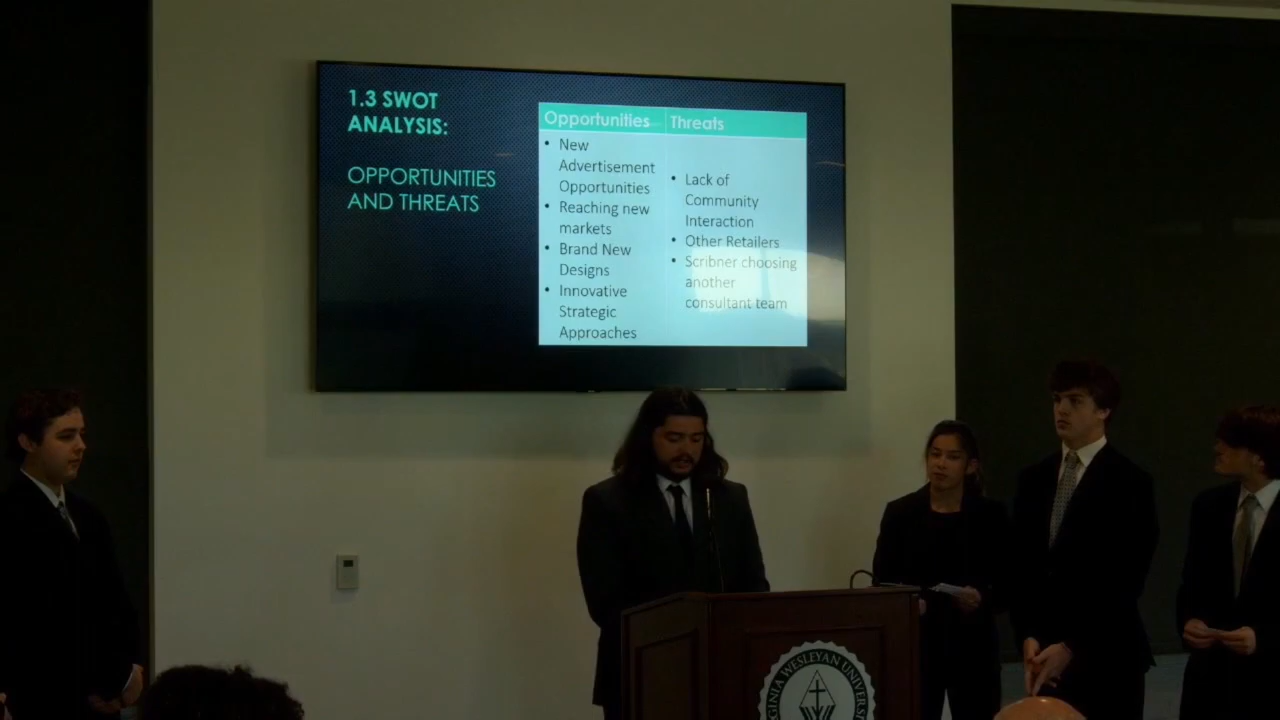 1.3 SWOT
ANALYSIS:
OPPORTUNITIES
AND THREATS
Opportunities
• New
Advertisement
Opportunities
• Reaching new
markets
• Brand New
Designs
• Innovative
Strategic
Approaches
Threats
• Lack of
Community
Interaction
• Other Retailers
• Scribner choosing
another
consultant team
WESLEYAN